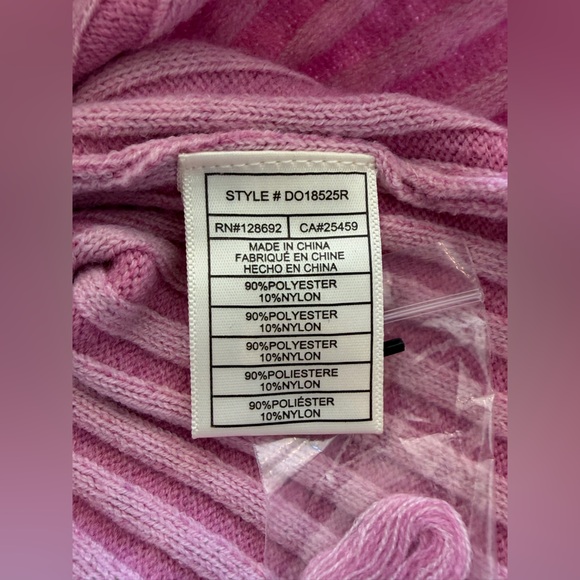 STYLE # DO18525R
RN#128692 CA#25459
MADE IN CHINA
FABRIQUÉ EN CHINE
HECHO EN CHINA
90%POLYESTER
10%NYLON
90%POLYESTER
10%NYLON
90%POLYESTER
10%NYLON
90%POLIESTERE
10%NYLON
90%POLIÉSTER
10%NYLON